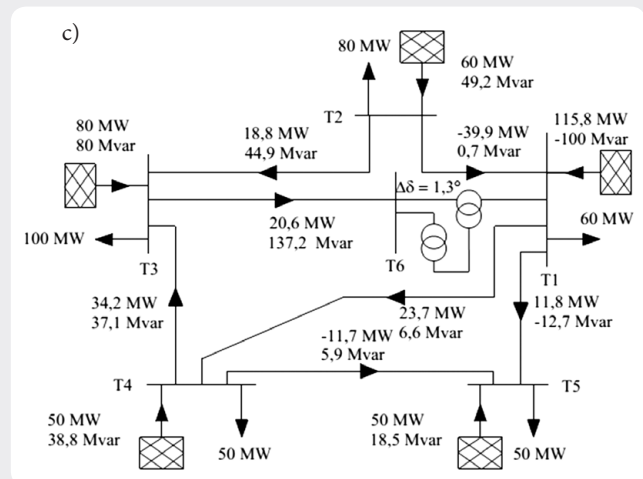 c)
80 MW
60 MW
49,2 Mvar
T2
80 MW
80 Mvar
18,8 MW
44,9 Mvar
-39,9 MW
0,7 Mvar
115,8 MW
-100 Mvar
Δδ = 1,3°
20,6 MW
137,2 Mvar
60 MW
100 MW
T3
T6
T1
34,2 MW
37,1 Mvar
23,7 MW
6,6 Mvar
11,8 MW
-12,7 Mvar
-11,7 MW
5,9 Mvar
T4
T5
50 MW
38,8 Mvar
50 MW
50 MW
18,5 Mvar
50 MW